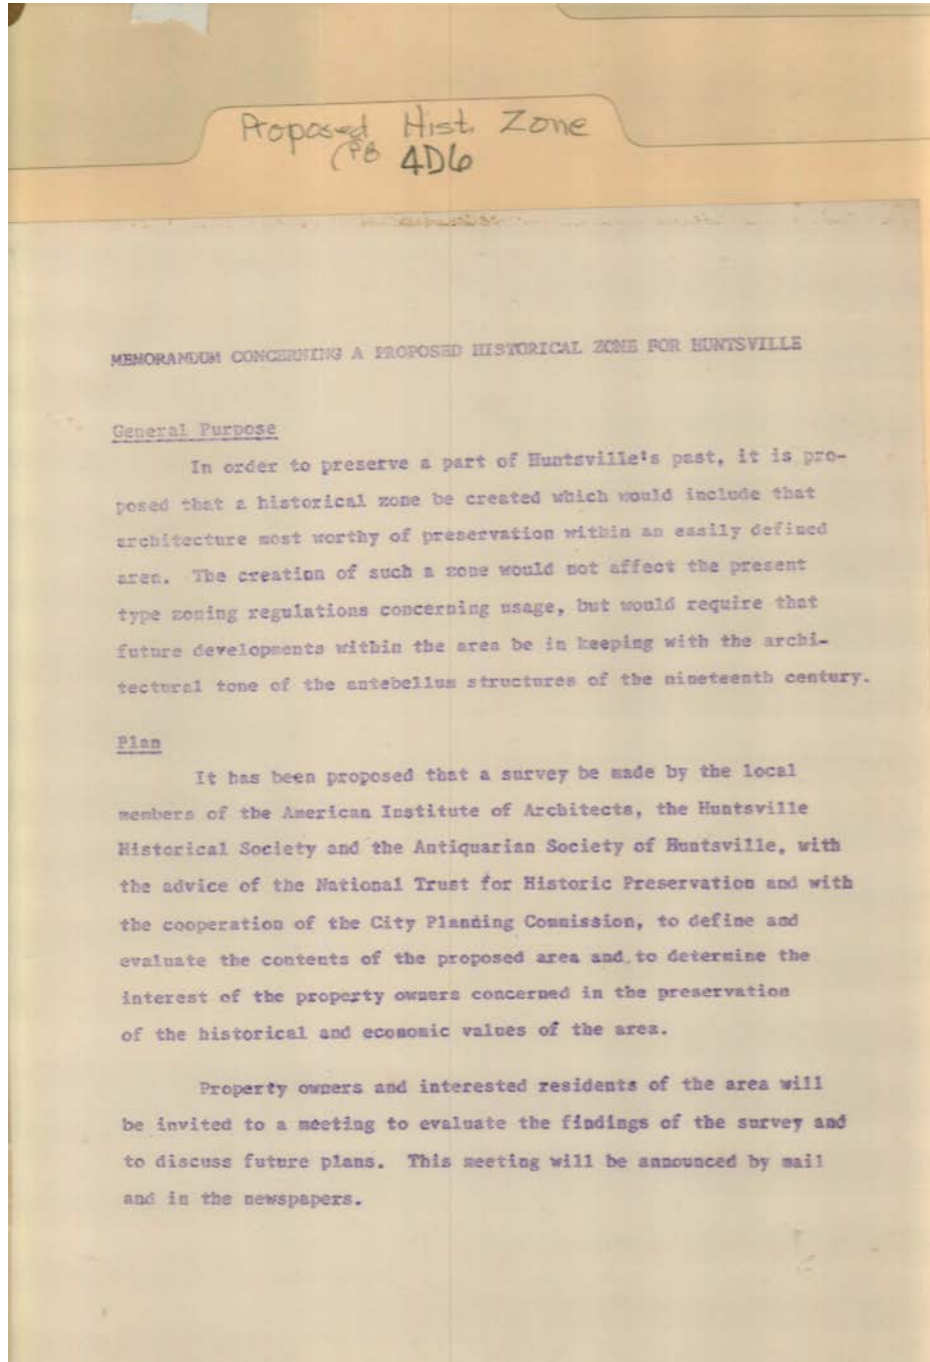 Proposed Hist. Zone
(PB 4D6
MEMORANDUM CONCERNING A PROPOSED HISTORICAL ZONE FOR HUNTSVILLE
General Purpose
In order to preserve a part of Huntsville's past, it is pro-
posed that a historical zone be created which would include that
architecture most worthy of preservation within an easily defined
area. The creation of such a zone would not affect the present
type zoning regulations concerning usage, but would require that
future developments within the area be in keeping with the archi-
tectural tone of the antebellum structures of the nineteenth century.
Plan
It has been proposed that a survey be made by the local
members of the American Institute of Architects, the Huntsville
Historical Society and the Antiquarian Society of Huntsville, with
the advice of the National Trust for Historic Preservation and with
the cooperation of the City Planning Commission, to define and
evaluate the contents of the proposed area and to determine the
interest of the property owners concerned in the preservation
of the historical and economic values of the area.
Property owners and interested residents of the area will
be invited to a meeting to evaluate the findings of the survey and
to discuss future plans. This meeting will be announced by mail
and in the newspapers.